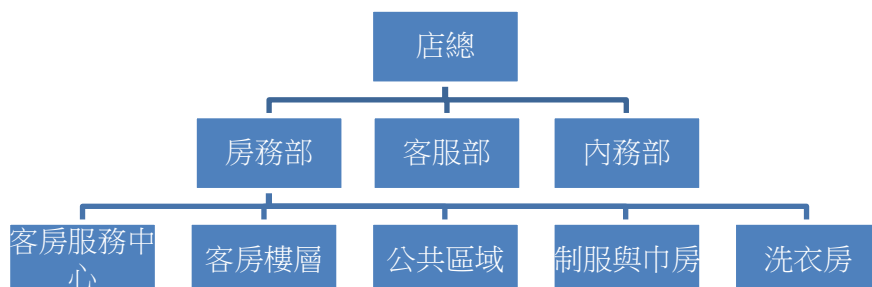 店總
房務部
客服部
內務部
客房服務中
心
客房樓層
公共區域
制服與巾房
洗衣房